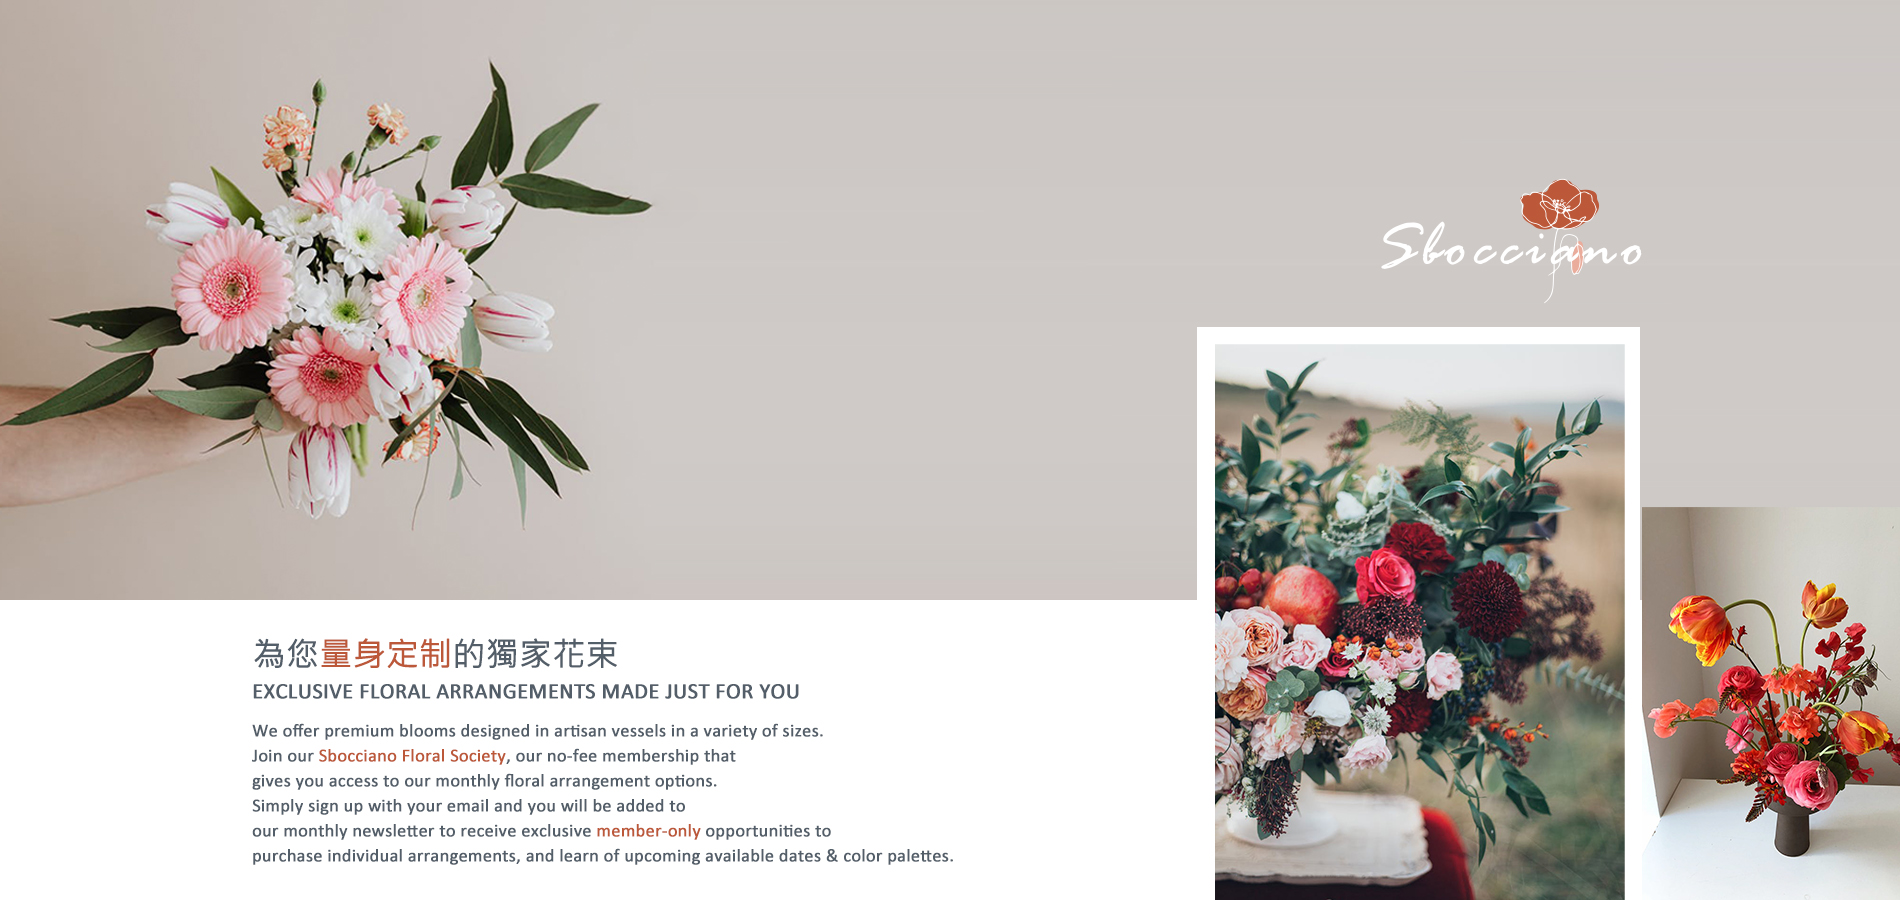 Sbocciano
為您量身定制的獨家花束
EXCLUSIVE FLORAL ARRANGEMENTS MADE JUST FOR YOU
We offer premium blooms designed in artisan vessels in a variety of sizes.
Join our Sbocciano Floral Society, our no-fee membership that
gives you access to our monthly floral arrangement options.
Simply sign up with your email and you will be added to
our monthly newsletter to receive exclusive member-only opportunities to
purchase individual arrangements, and learn of upcoming available dates & color palettes.